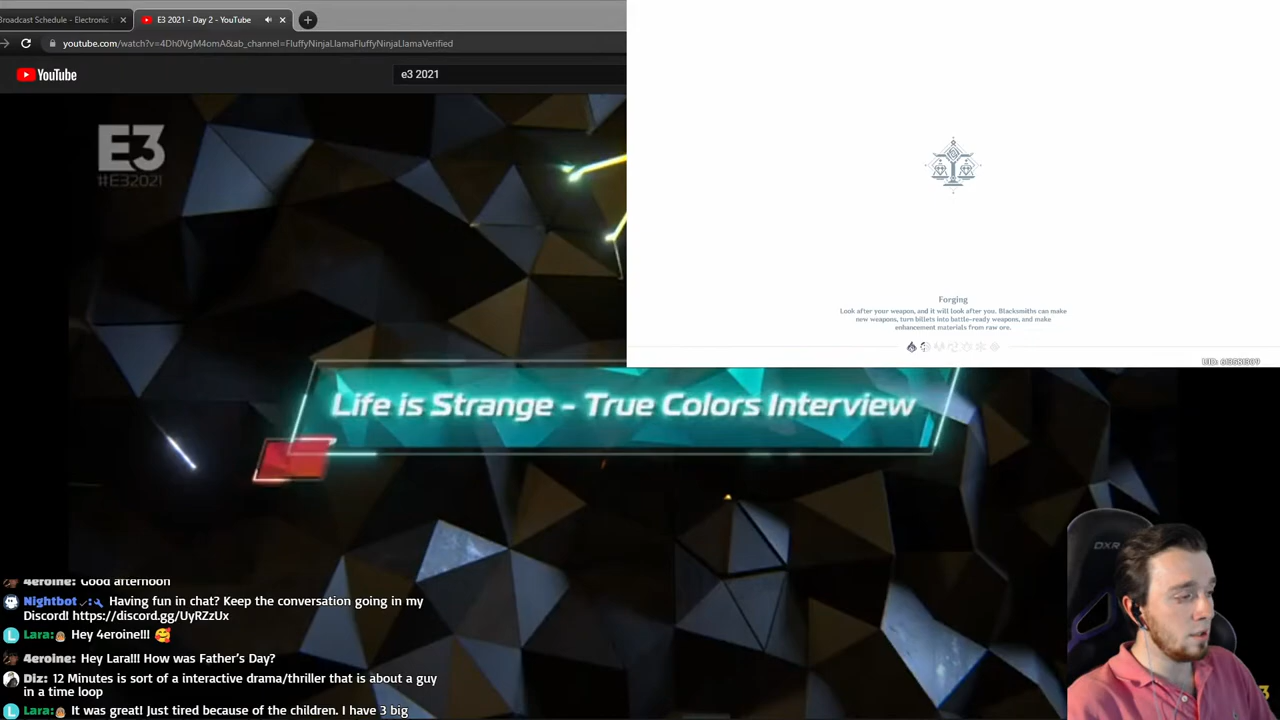 Broadcast Schedule - Electronic
E3 2021 - Day 2 - YouTube
youtube.com/watch?v=4Dh0VgM4omA&ab_channel=FluffyNinjaLlamaFluffyNinjaLlamaVerified
YouTube
e3 2021
E3
#E32021
Forging
Look after your weapon, and it will look after you. Blacksmiths can make
new weapons, turn billets into battle-ready weapons, and make
enhancement materials from raw ore.
Life is Strange - True Colors Interview
DXR
4eroine: Good afternoon
Nightbot : Having fun in chat? Keep the conversation going in my
Discord! https://discord.gg/UyRZzUx
Lara: Hey 4eroine!!! 🥰
4eroine: Hey Lara!!! How was Father's Day?
Diz: 12 Minutes is sort of a interactive drama/thriller that is about a guy
in a time loop
Lara: It was great! Just tired because of the children. I have 3 big